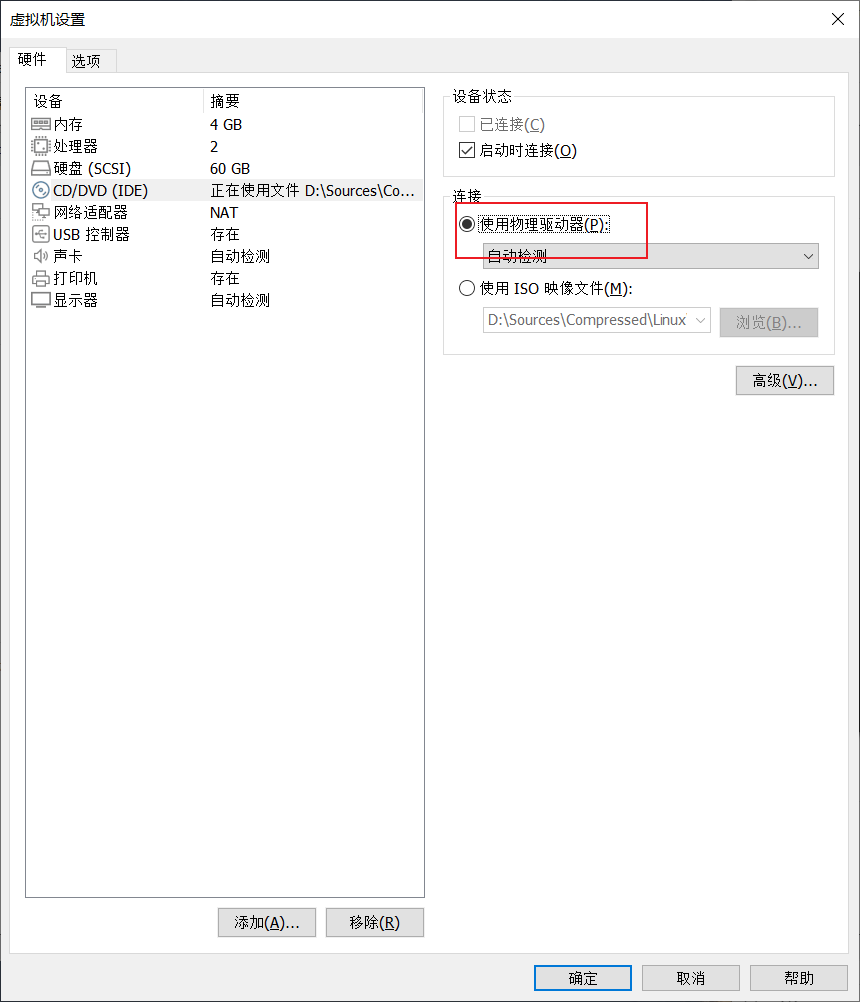 虚拟机设置
硬件 选项
设备 摘要
内存 4 GB
处理器 2
硬盘 (SCSI) 60 GB
CD/DVD (IDE) 正在使用文件 D:\Sources\Co...
网络适配器 NAT
USB 控制器 存在
声卡 自动检测
打印机 存在
显示器 自动检测
添加(A)... 移除(R)
设备状态
已连接(C)
启动时连接(O)
连接
使用物理驱动器(P):
自动检测
使用 ISO 映像文件(M):
D:\Sources\Compressed\Linux 浏览(B)...
高级(V)...
确定 取消 帮助